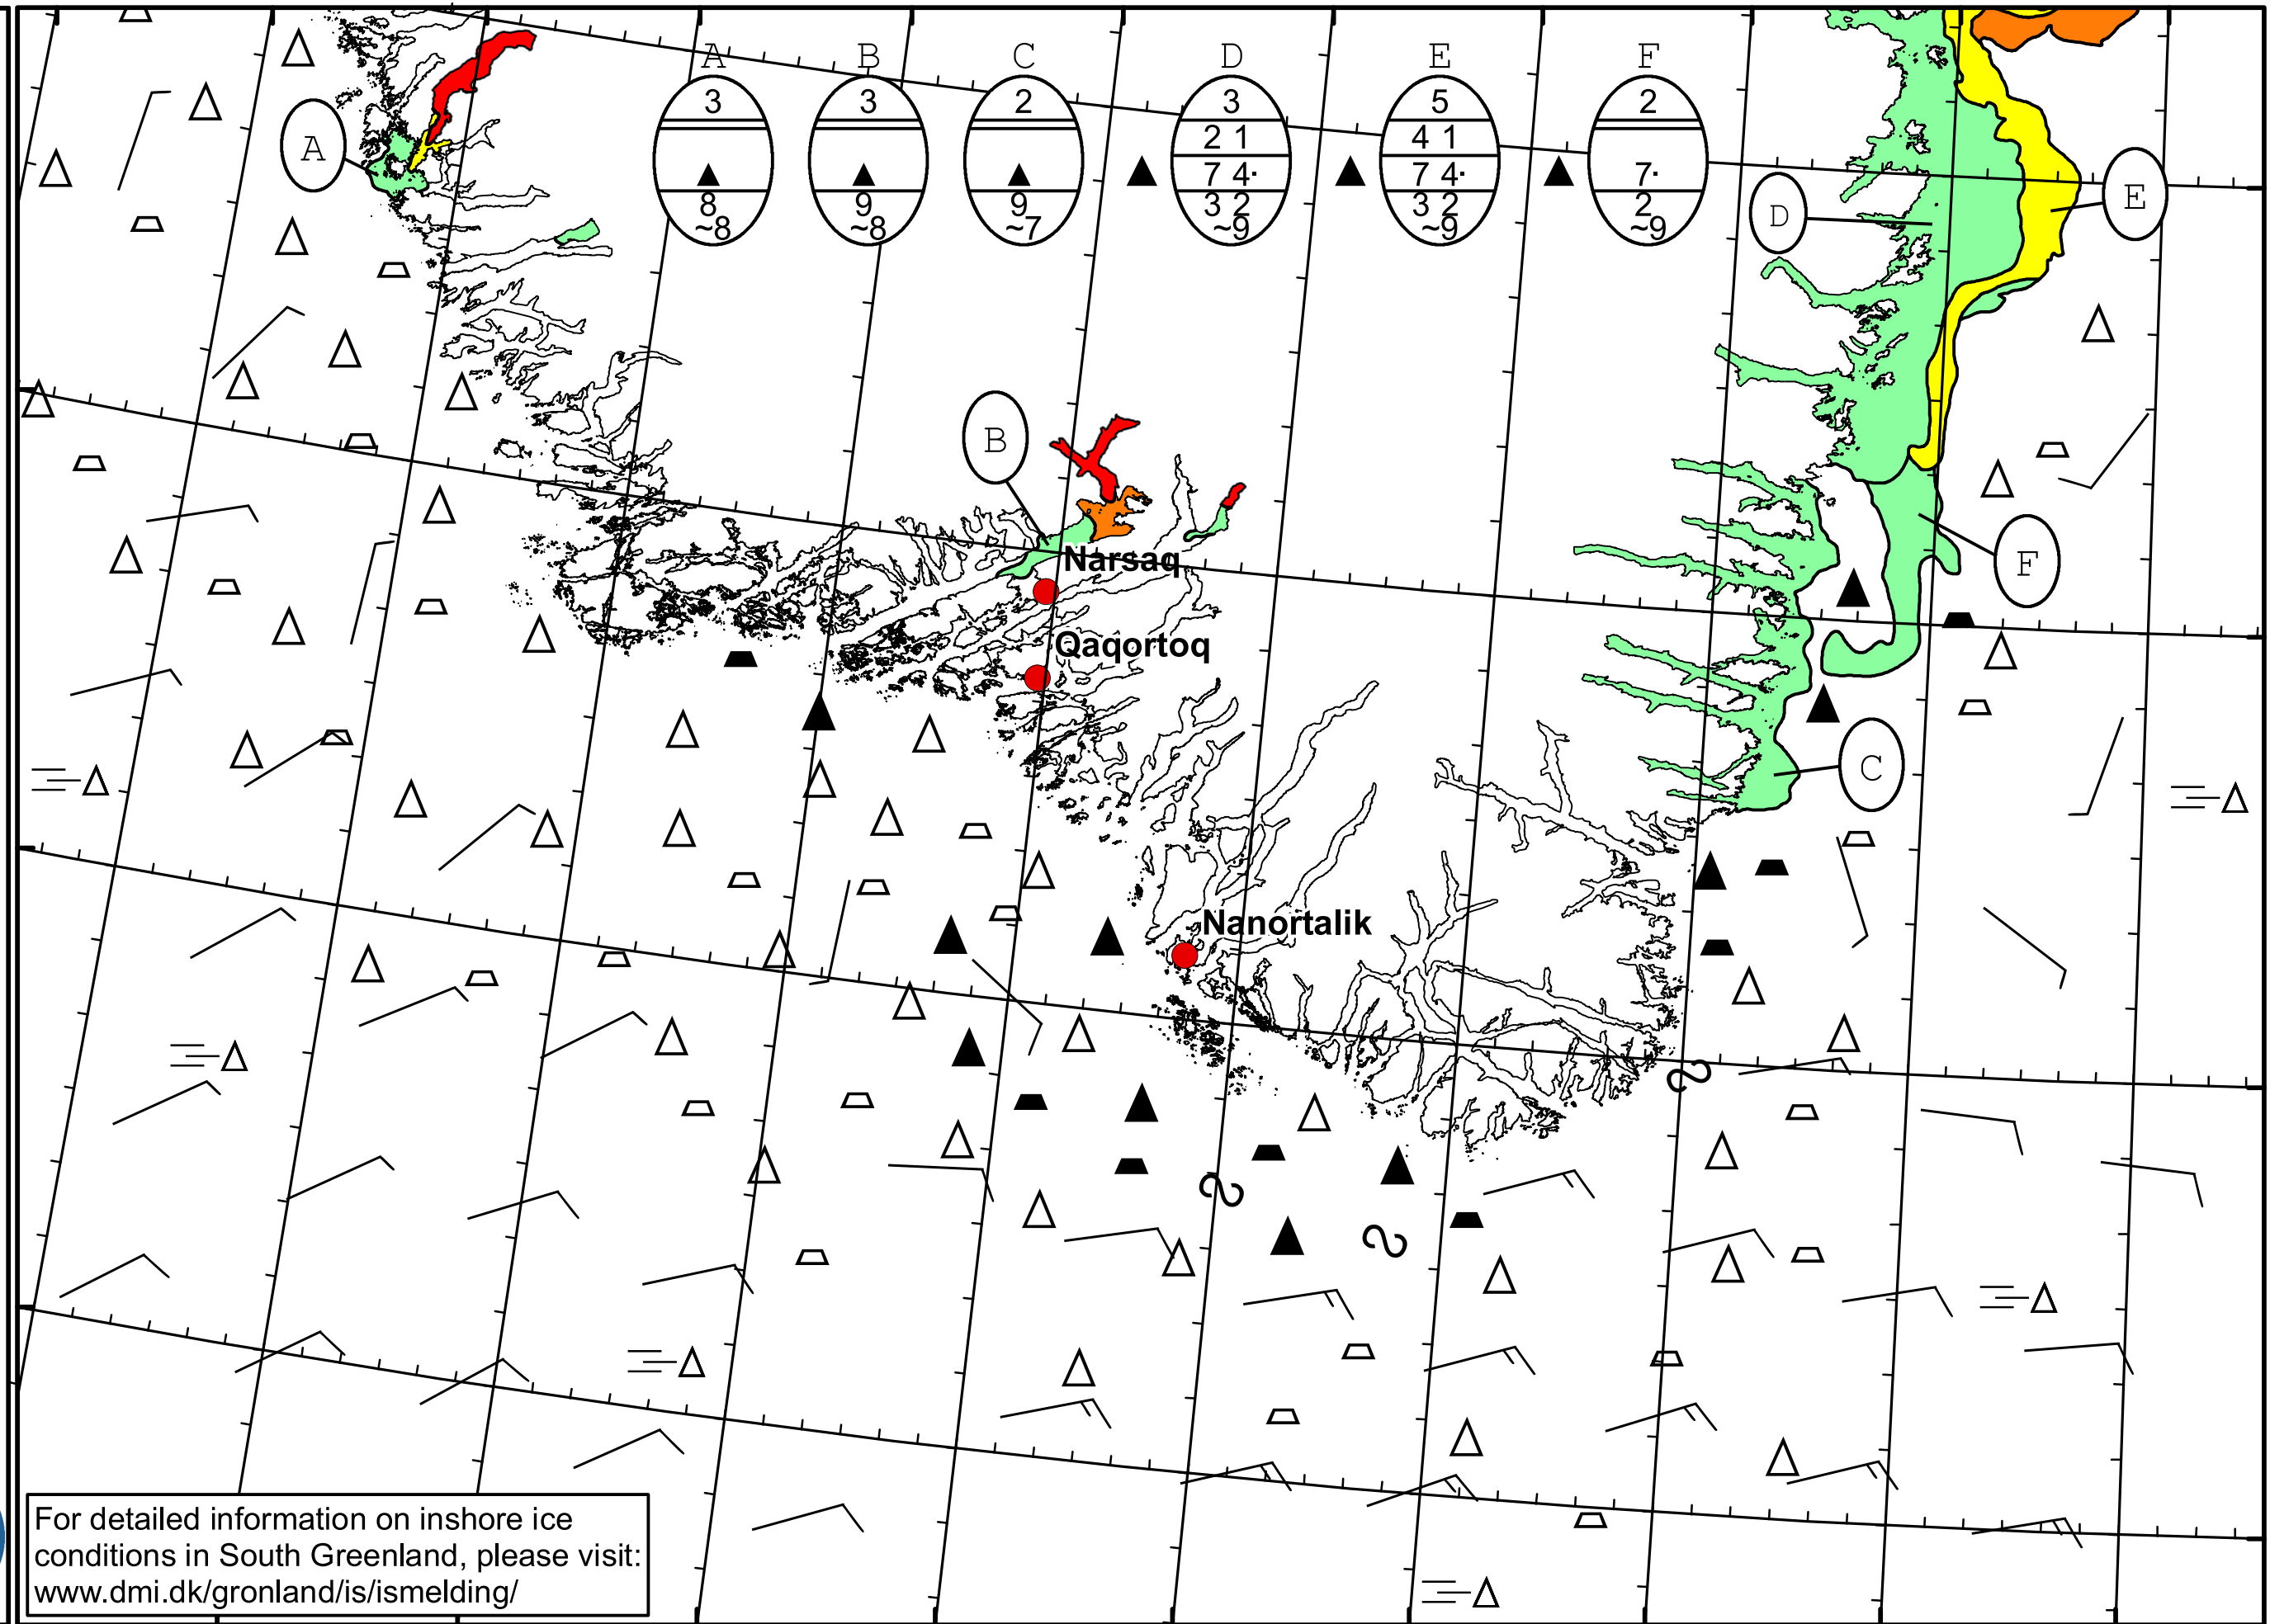 A B C D E F
3 3 2 3 5 2
2 1 4 1
7 4· 7 4· 7·
8 9 9 3 2 3 2 2
~8 ~8 ~7 ~9 ~9 ~9
A
D
E
B
Narsaq
F
Qaqortoq
C
Nanortalik
For detailed information on inshore ice
conditions in South Greenland, please visit:
www.dmi.dk/gronland/is/ismelding/